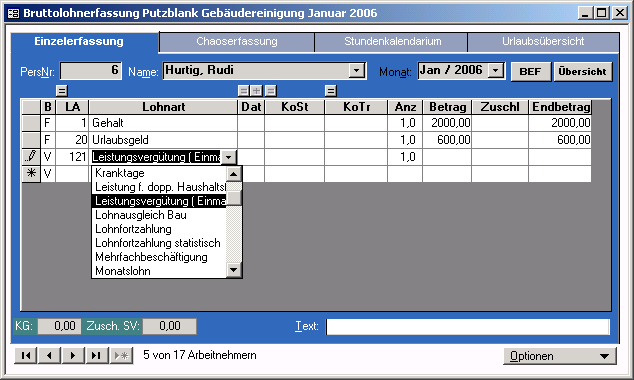 Bruttolohnerfassung Putzblank Gebäudereinigung Januar 2006
Einzelerfassung Chaoserfassung Stundenkalendarium Urlaubsübersicht
PersNr: 6 Name: Hurtig, Rudi Monat: Jan / 2006 BEF Übersicht
B LA Lohnart Dat KoSt KoTr Anz Betrag Zuschl Endbetrag
F 1 Gehalt 1,0 2000,00 2000,00
F 20 Urlaubsgeld 1,0 600,00 600,00
V 121 Leistungsvergütung ( Einma 1,0
V
Kranktage
Leistung f. dopp. Haushalts
Leistungsvergütung ( Einma
Lohnausgleich Bau
Lohnfortzahlung
Lohnfortzahlung statistisch
Mehrfachbeschäftigung
Monatslohn
KG: 0,00 Zusch. SV: 0,00 Text:
5 von 17 Arbeitnehmern Optionen